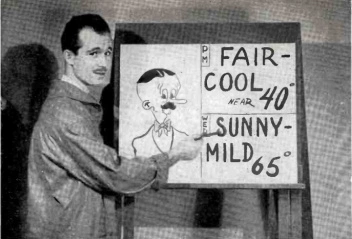 PM
FAIR-
COOL
NEAR 40°
SUNNY-
MILD 65°